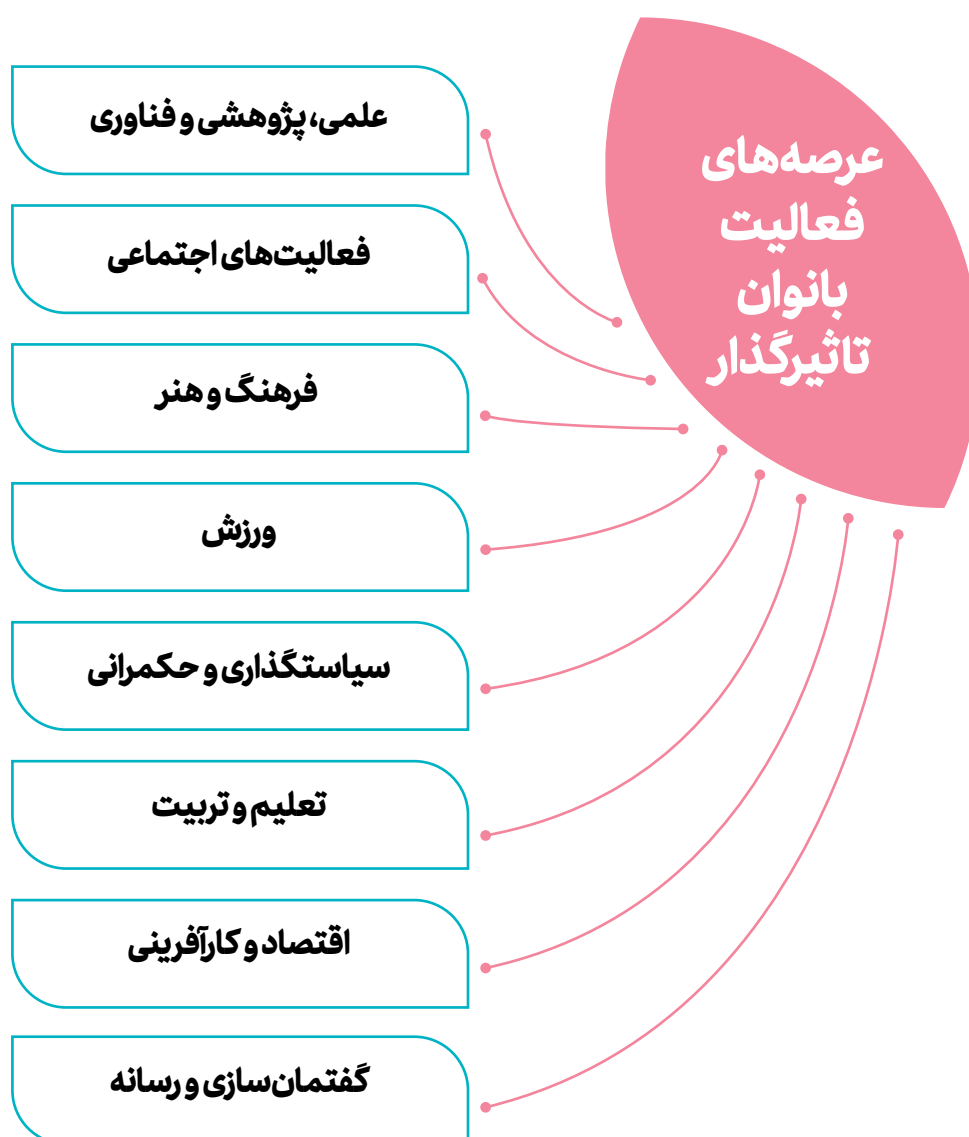 عرصه‌های
فعالیت
بانوان
تاثیرگذار
علمی، پژوهشی و فناوری
فعالیت‌های اجتماعی
فرهنگ و هنر
ورزش
سیاستگذاری و حکمرانی
تعلیم و تربیت
اقتصاد و کارآفرینی
گفتمان‌سازی و رسانه